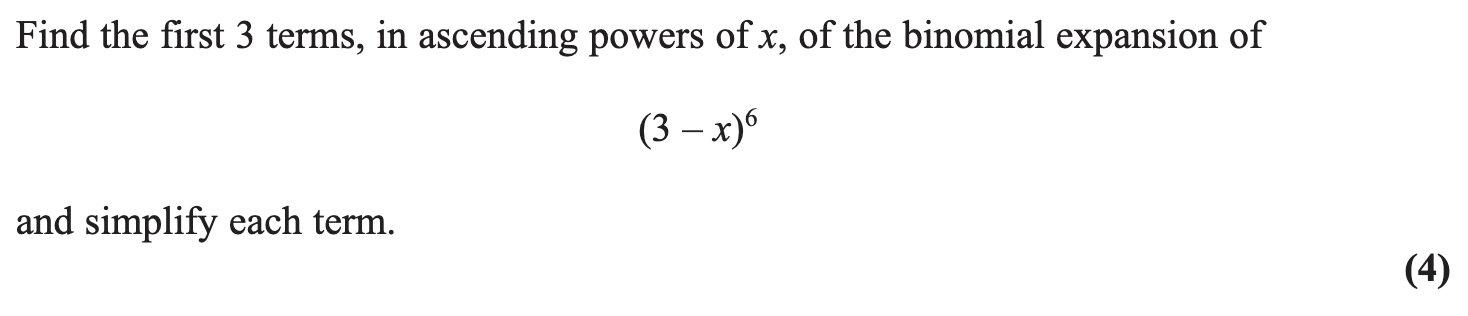 Find the first 3 terms, in ascending powers of x, of the binomial expansion of
(3 – x)⁶
and simplify each term.
(4)